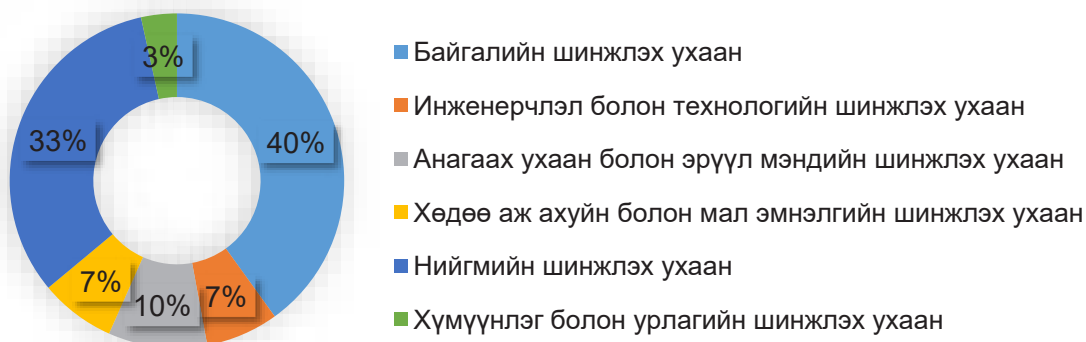 3%
33%
40%
7%
10%
7%
Байгалийн шинжлэх ухаан
Инженерчлэл болон технологийн шинжлэх ухаан
Анагаах ухаан болон эрүүл мэндийн шинжлэх ухаан
Хөдөө аж ахуйн болон мал эмнэлгийн шинжлэх ухаан
Нийгмийн шинжлэх ухаан
Хүмүүнлэг болон урлагийн шинжлэх ухаан